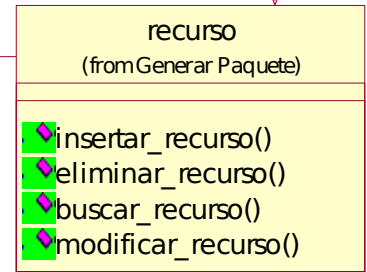 recurso
(from Generar Paquete)
insertar_recurso()
eliminar_recurso()
buscar_recurso()
modificar_recurso()